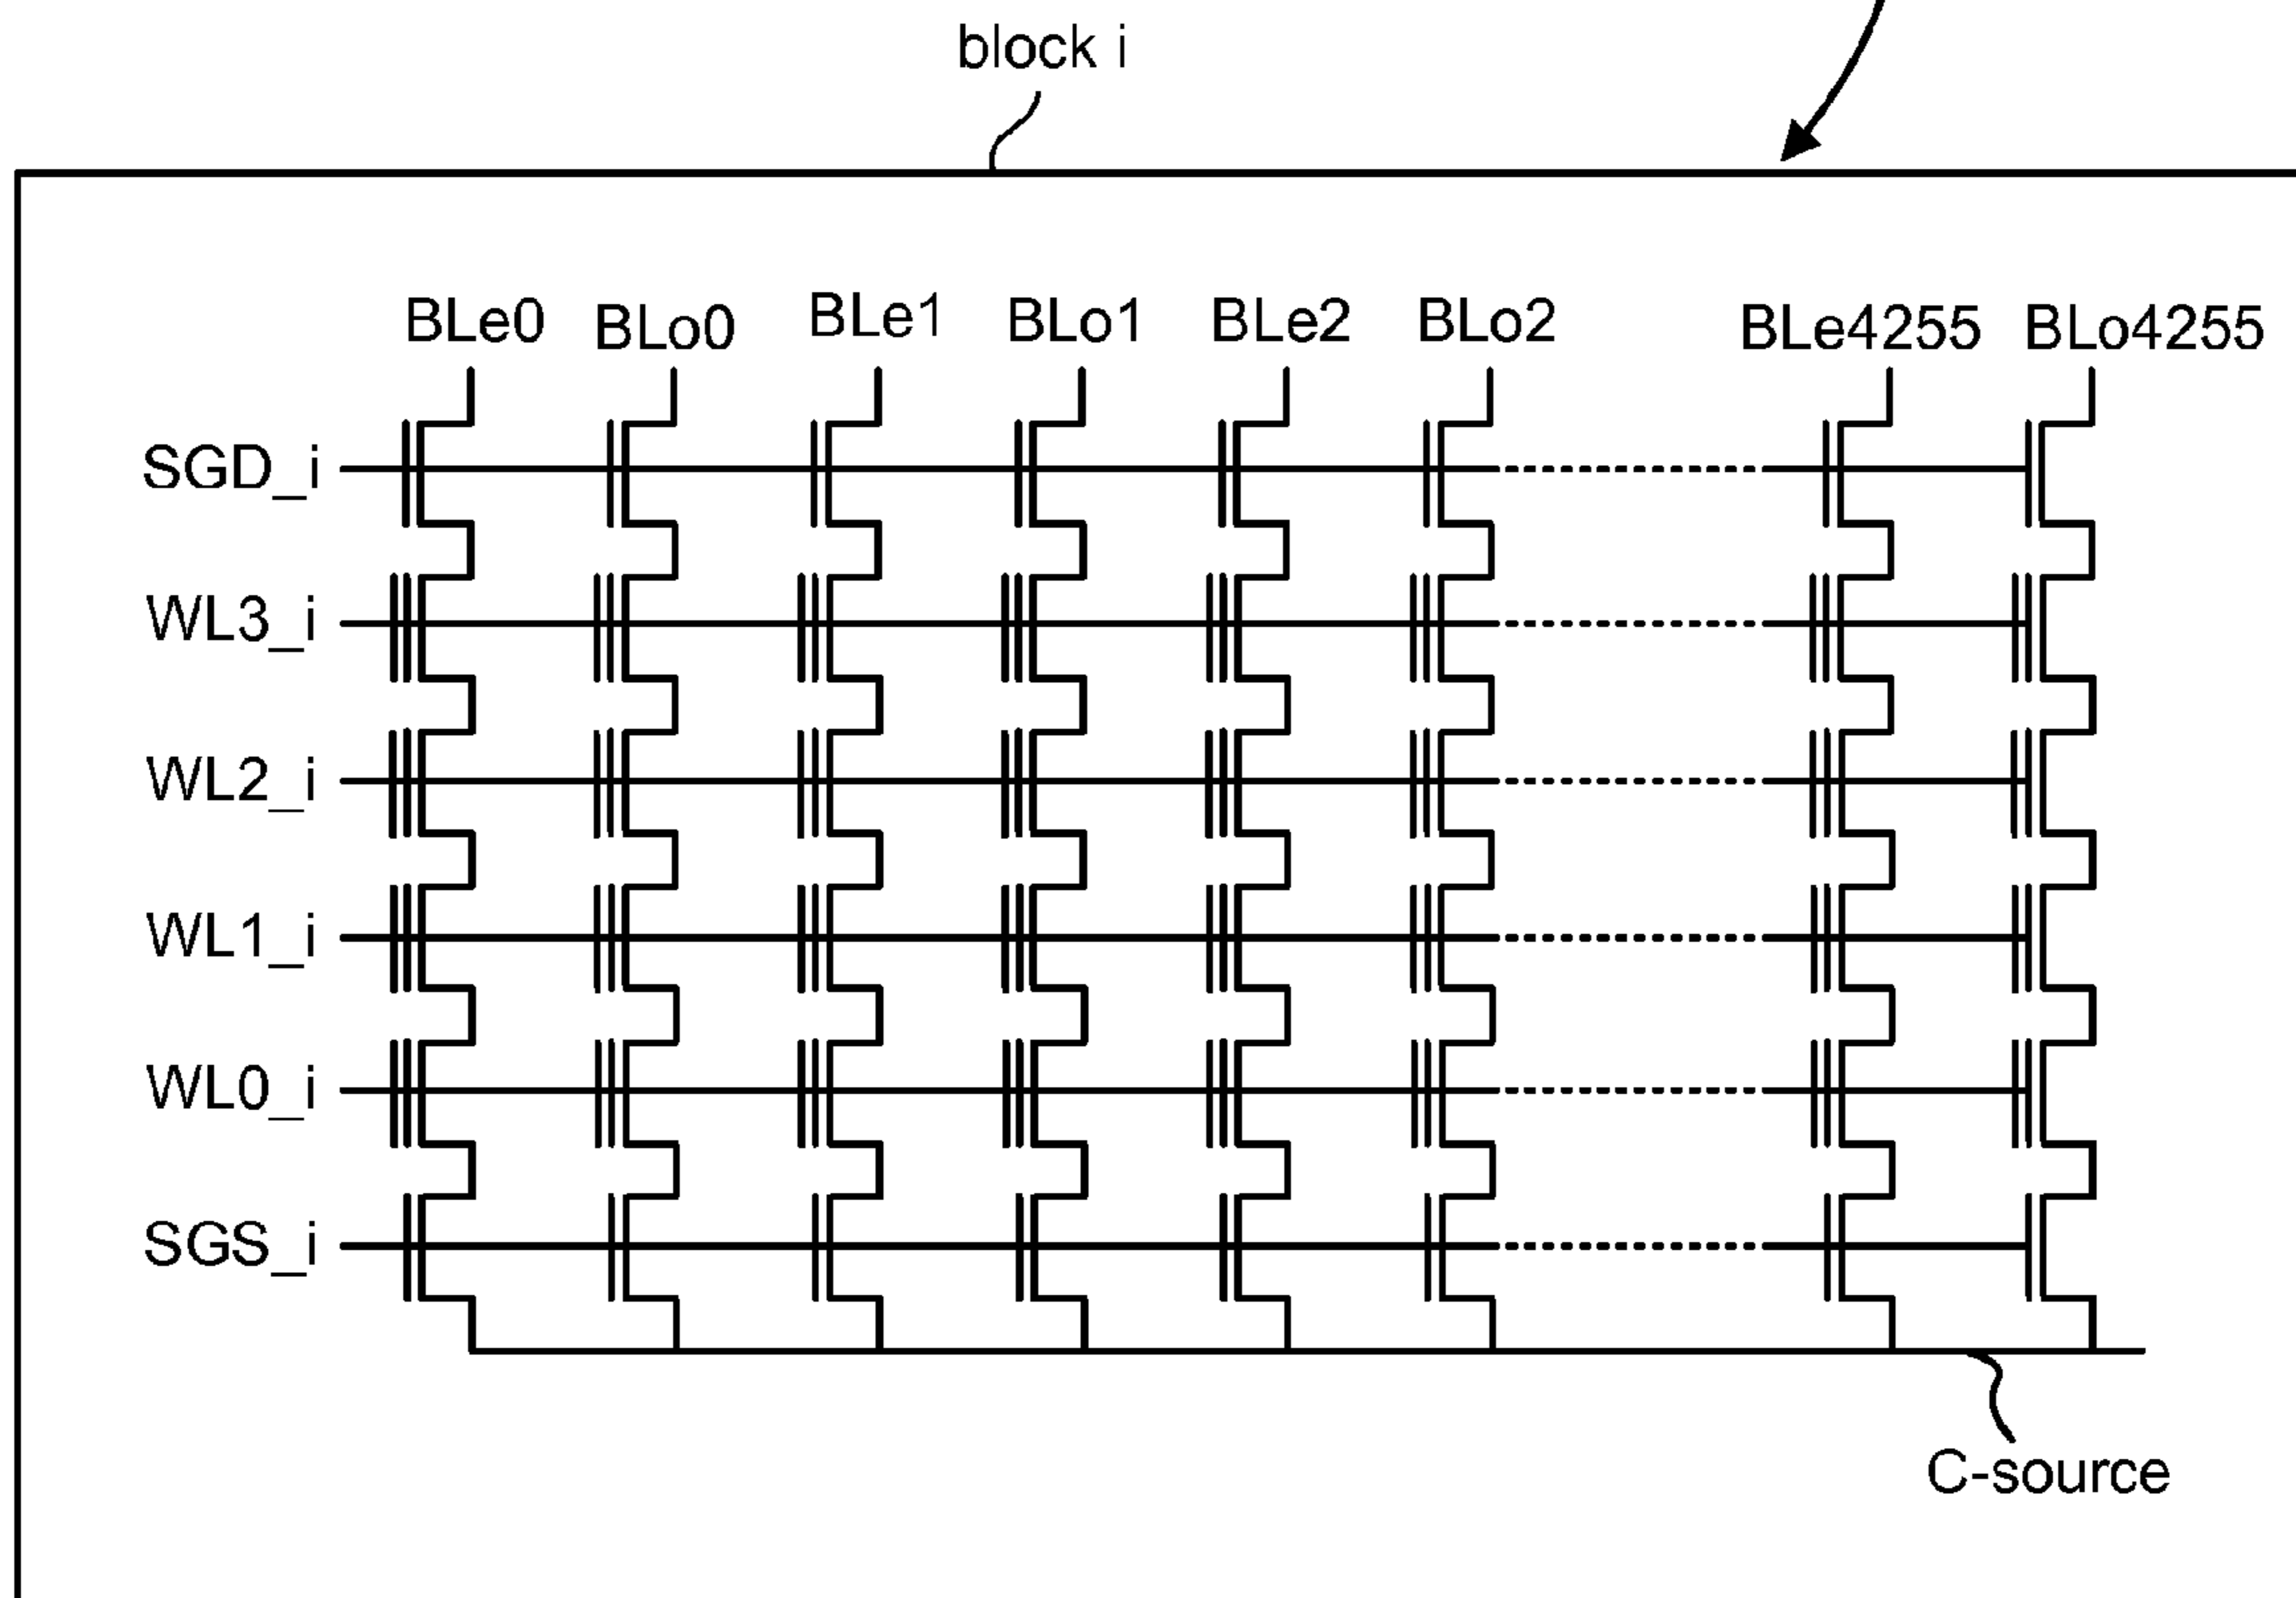 block i
BLe0 BLo0 BLe1 BLo1 BLe2 BLo2 BLe4255 BLo4255
SGD_i
WL3_i
WL2_i
WL1_i
WL0_i
SGS_i
C-source